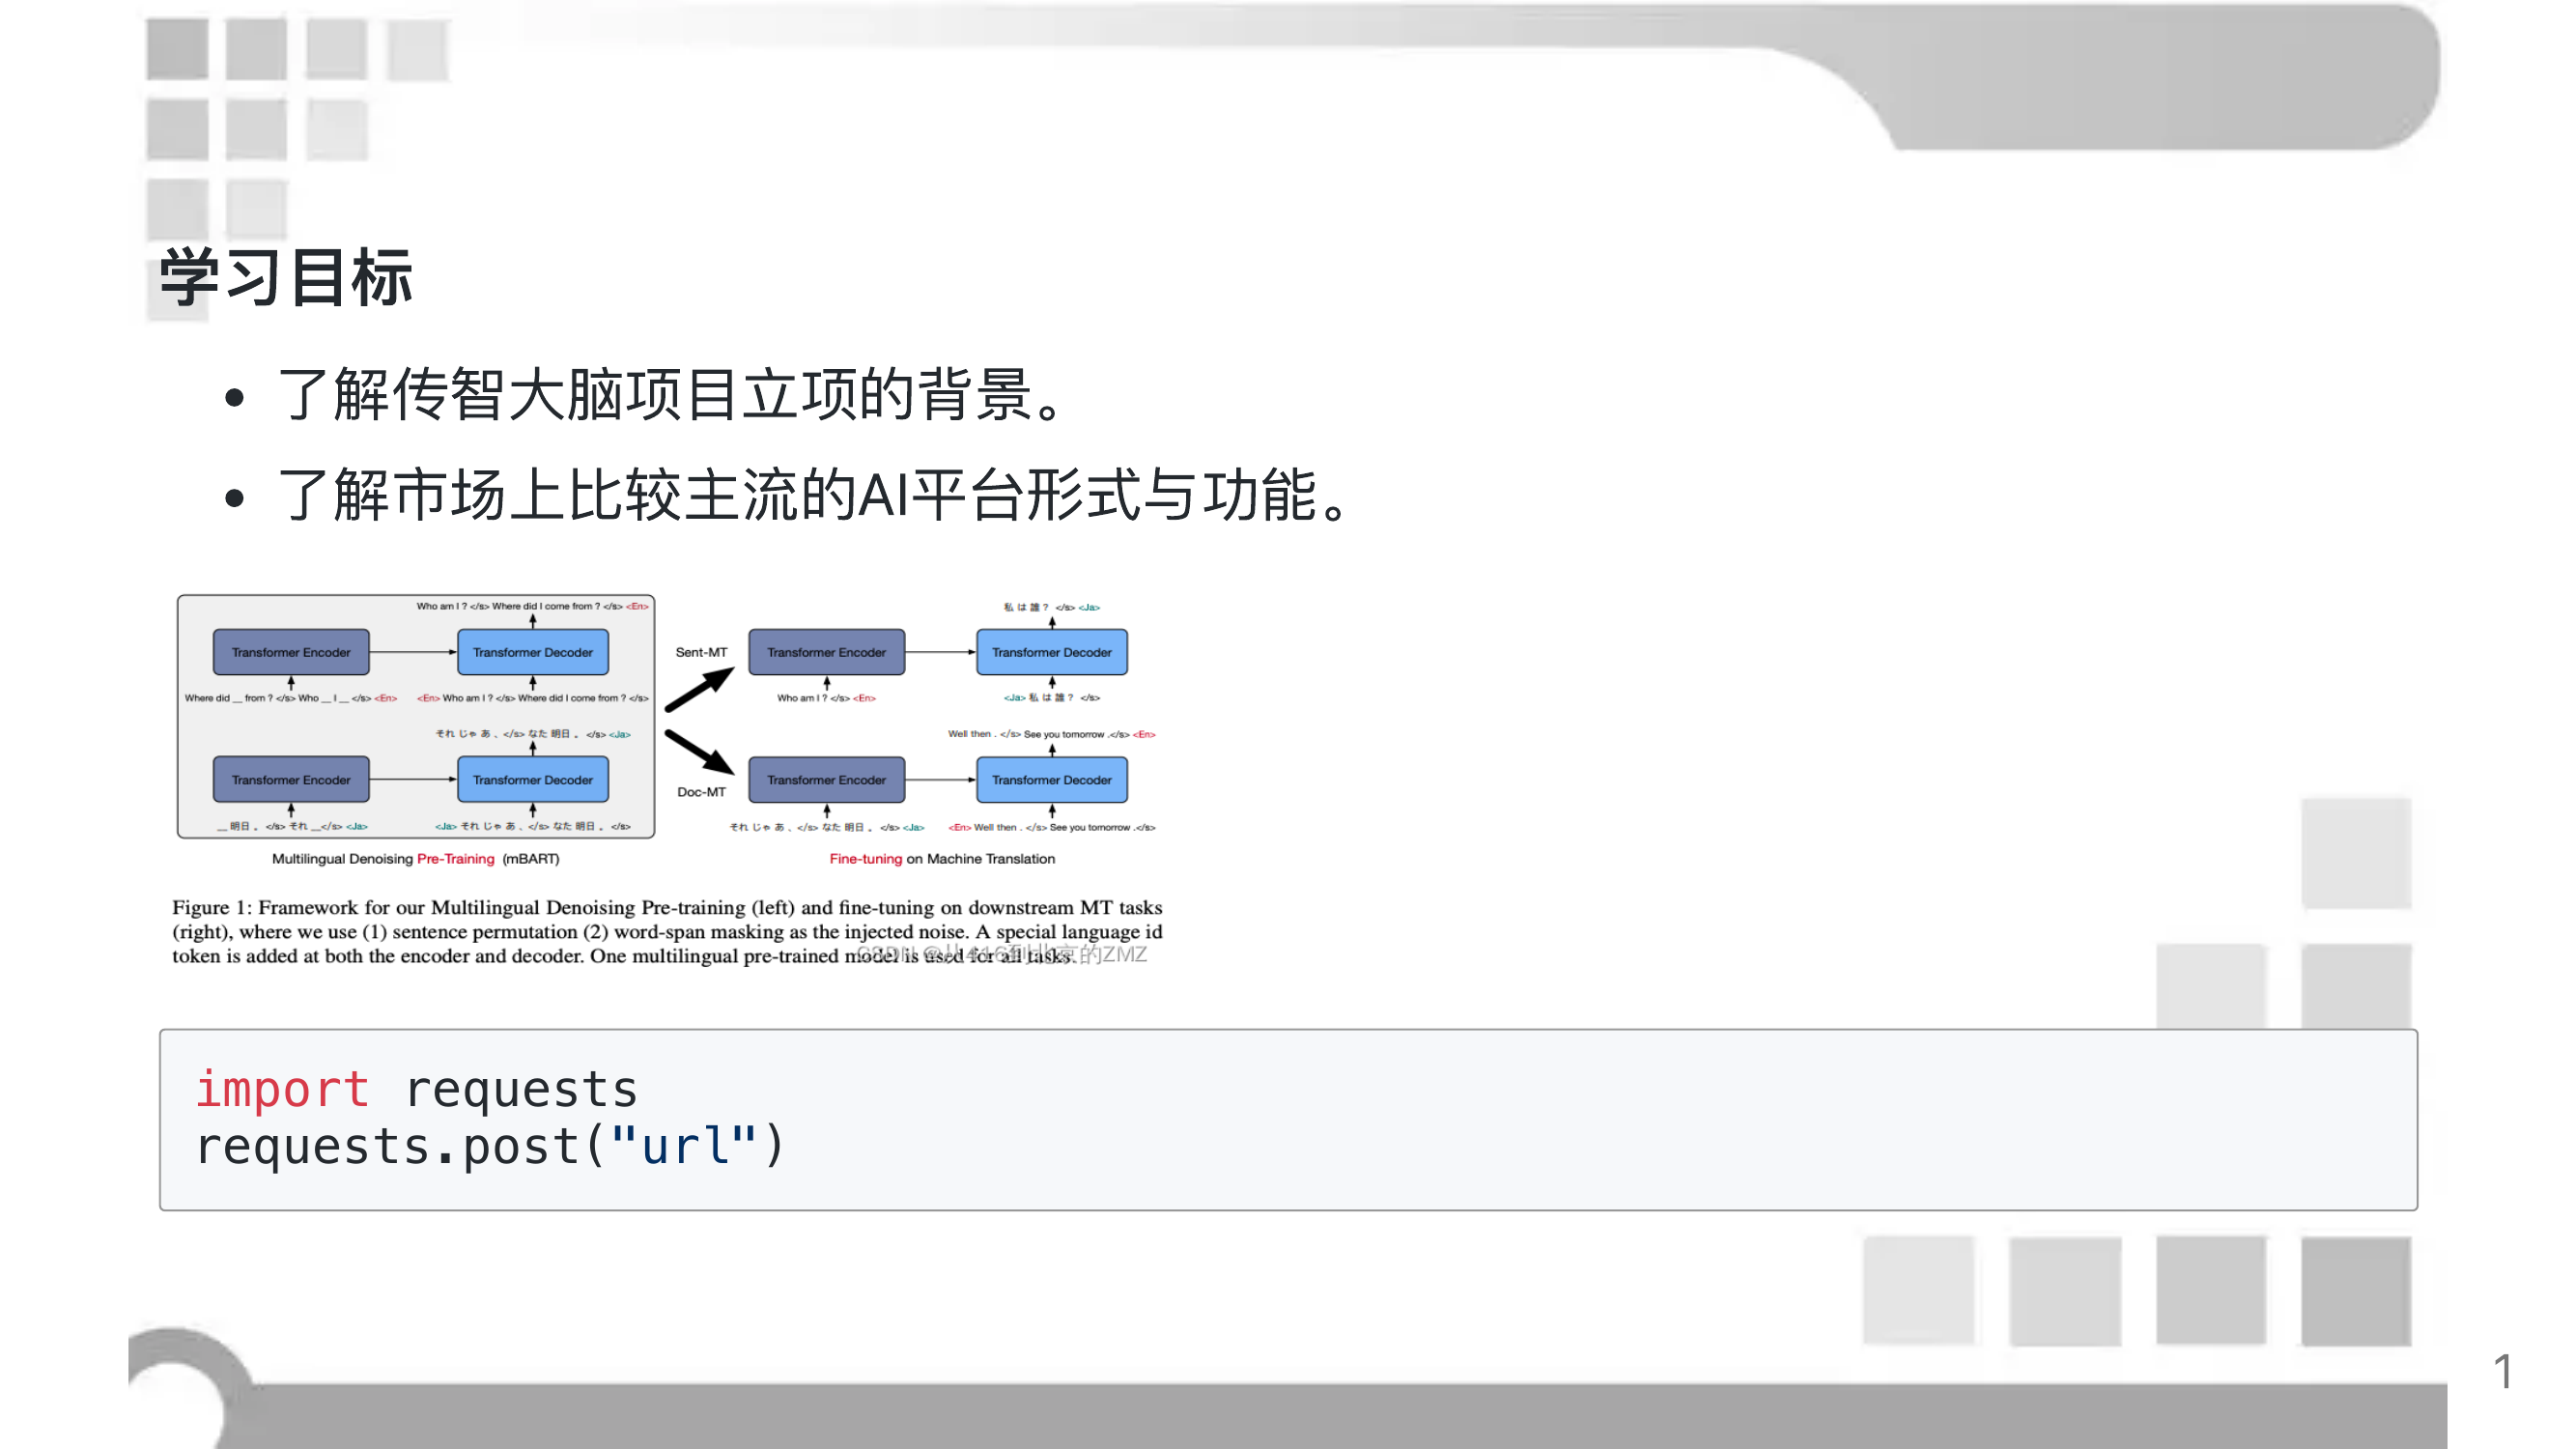 学习目标
了解传智大脑项目立项的背景。
了解市场上比较主流的AI平台形式与功能。
Who am I ? </s> Where did I come from ? </s> <En>
Transformer Encoder
Transformer Decoder
Where did __ from ? </s> Who __ I __ </s> <En>
<En> Who am I ? </s> Where did I come from ? </s>
それ じゃ あ 、 </s> なた 明日 。 </s> <Ja>
Transformer Encoder
Transformer Decoder
__ 明日 。 </s> それ __ </s> <Ja>
<Ja> それ じゃ あ 、 </s> なた 明日 。 </s>
Multilingual Denoising Pre-Training (mBART)
Sent-MT
Doc-MT
私 は 誰 ? </s> <Ja>
Transformer Encoder
Transformer Decoder
Who am I ? </s> <En>
<Ja> 私 は 誰 ? </s>
Well then . </s> See you tomorrow .</s> <En>
Transformer Encoder
Transformer Decoder
それ じゃ あ 、 </s> なた 明日 。 </s> <Ja>
<En> Well then . </s> See you tomorrow .</s>
Fine-tuning on Machine Translation
Figure 1: Framework for our Multilingual Denoising Pre-training (left) and fine-tuning on downstream MT tasks
(right), where we use (1) sentence permutation (2) word-span masking as the injected noise. A special language id
token is added at both the encoder and decoder. One multilingual pre-trained model is used for all tasks.
CSDN @从416到北京的ZMZ
import requests
requests.post("url")
1